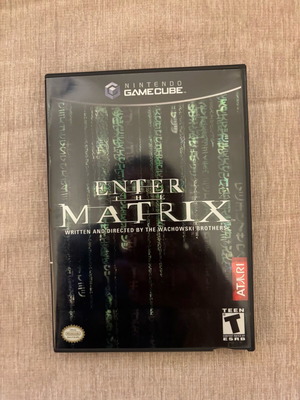 NINTENDO
GAMECUBE
ENTER
THE
MATRIX
WRITTEN AND DIRECTED BY THE WACHOWSKI BROTHERS
ATARI
TEEN
T
ESRB